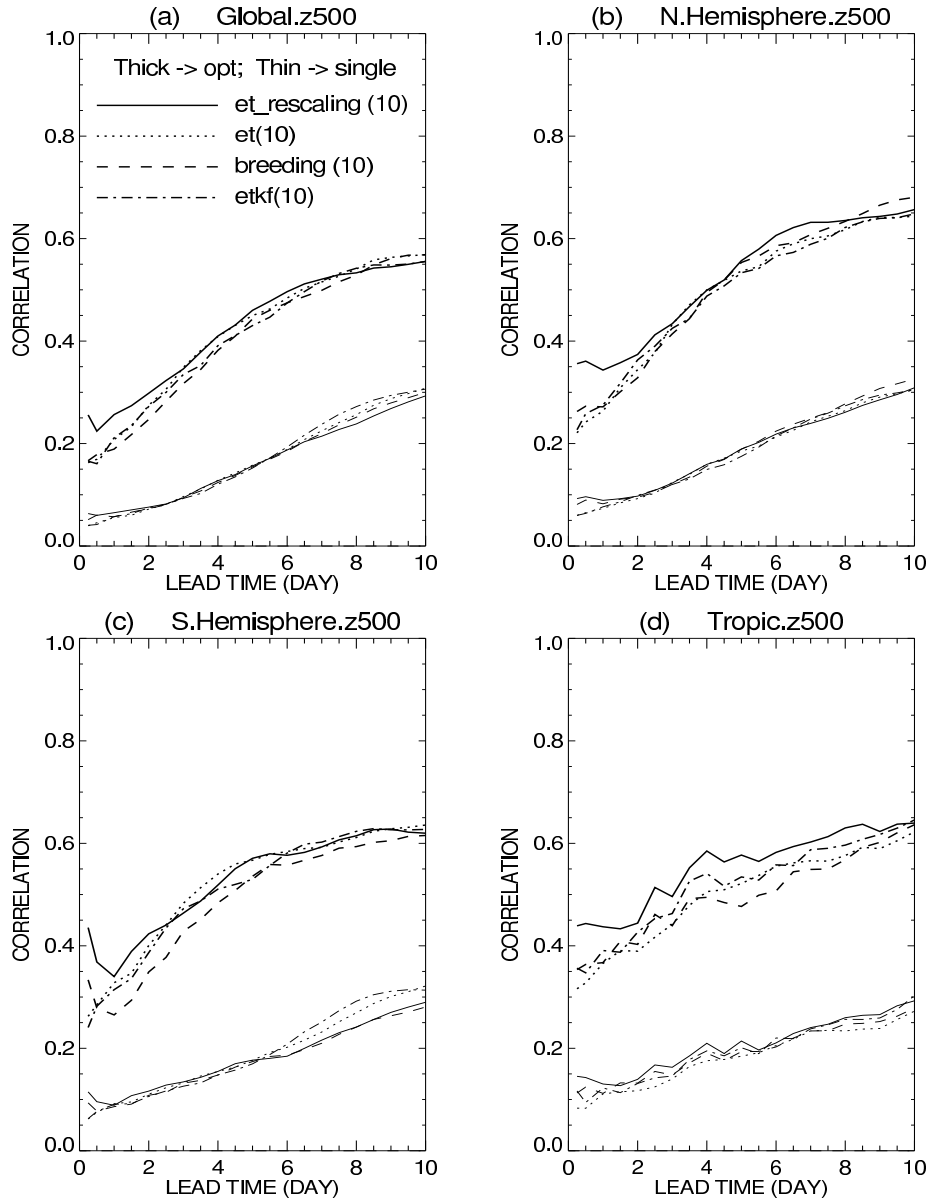 (a) Global.z500
1.0
0.8
0.6
0.4
0.2
0.0
CORRELATION
Thick -> opt; Thin -> single
et_rescaling (10)
et(10)
breeding (10)
etkf(10)
0 2 4 6 8 10
LEAD TIME (DAY)
(b) N.Hemisphere.z500
1.0
0.8
0.6
0.4
0.2
0.0
CORRELATION
0 2 4 6 8 10
LEAD TIME (DAY)
(c) S.Hemisphere.z500
1.0
0.8
0.6
0.4
0.2
0.0
CORRELATION
0 2 4 6 8 10
LEAD TIME (DAY)
(d) Tropic.z500
1.0
0.8
0.6
0.4
0.2
0.0
CORRELATION
0 2 4 6 8 10
LEAD TIME (DAY)